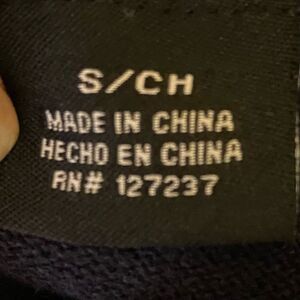 S/CH
MADE IN CHINA
HECHO EN CHINA
RN# 127237